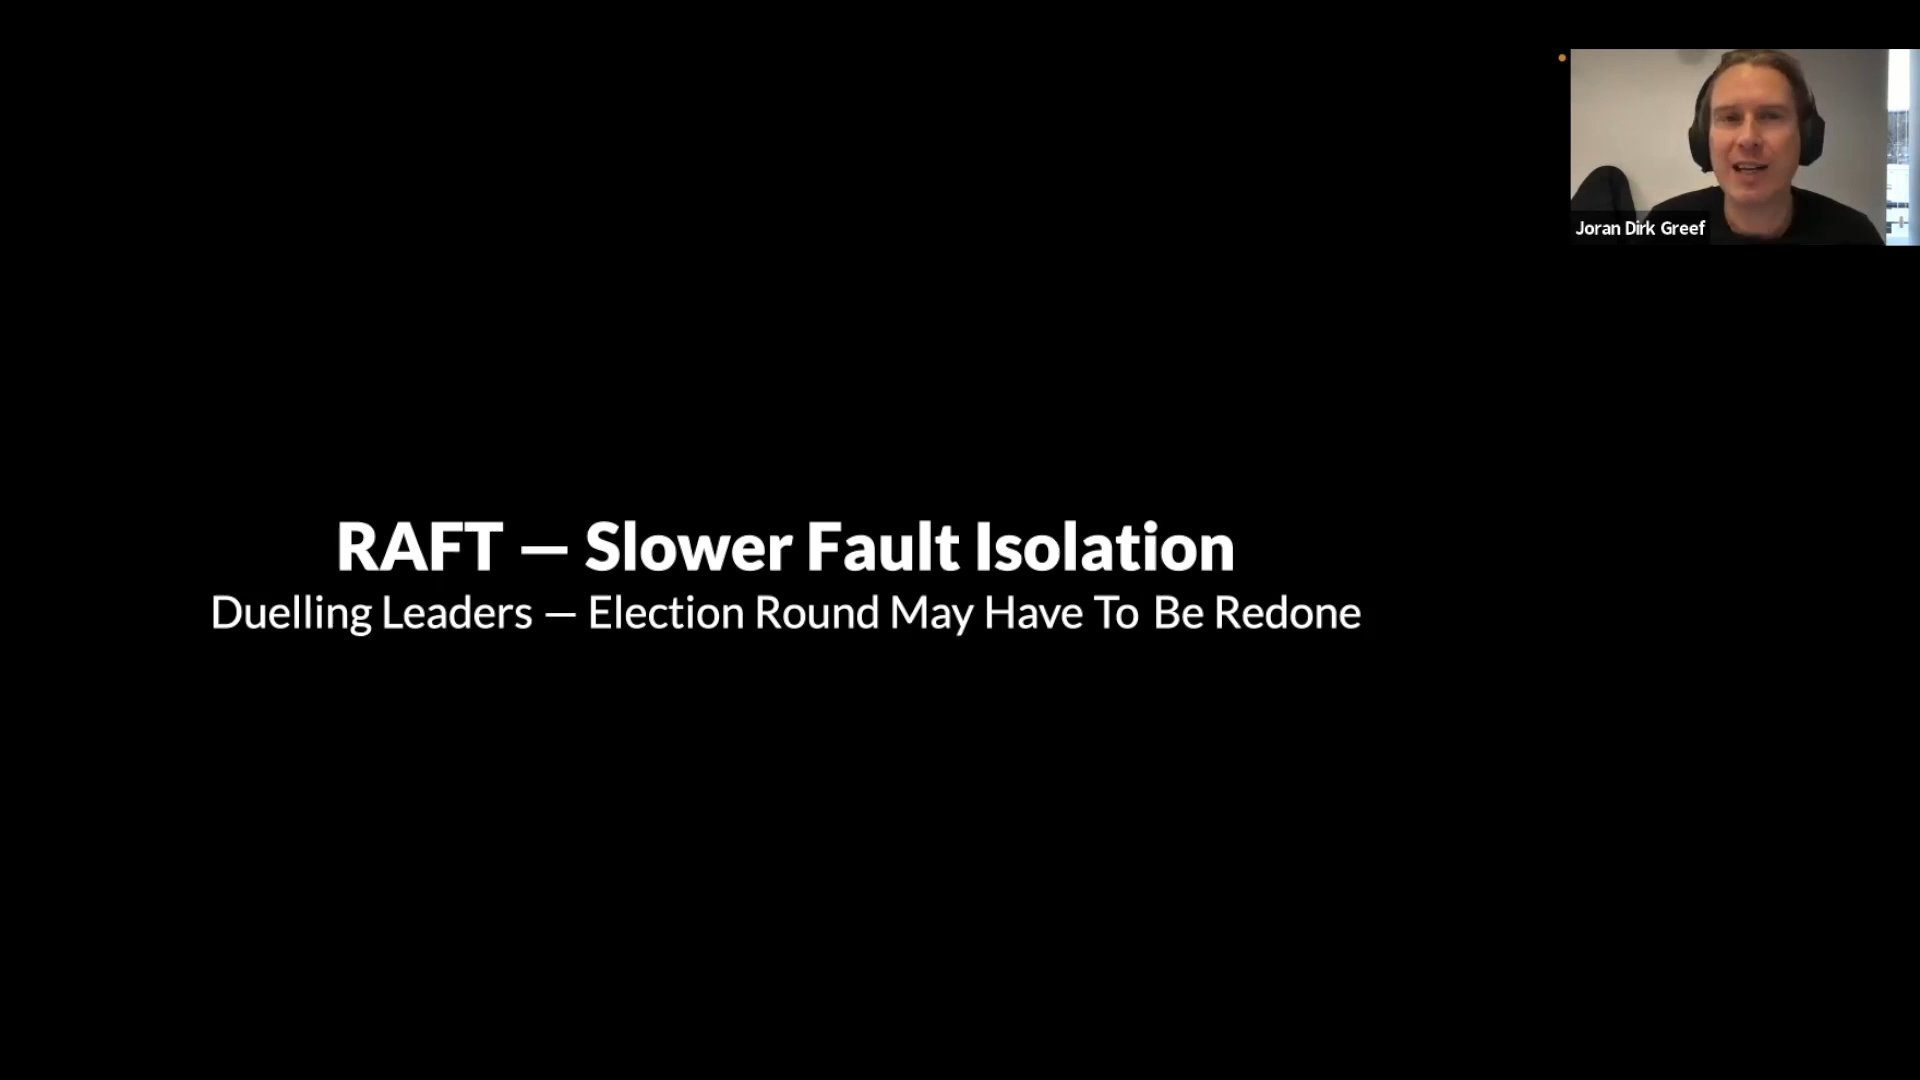 Joran Dirk Greef
RAFT — Slower Fault Isolation
Duelling Leaders — Election Round May Have To Be Redone